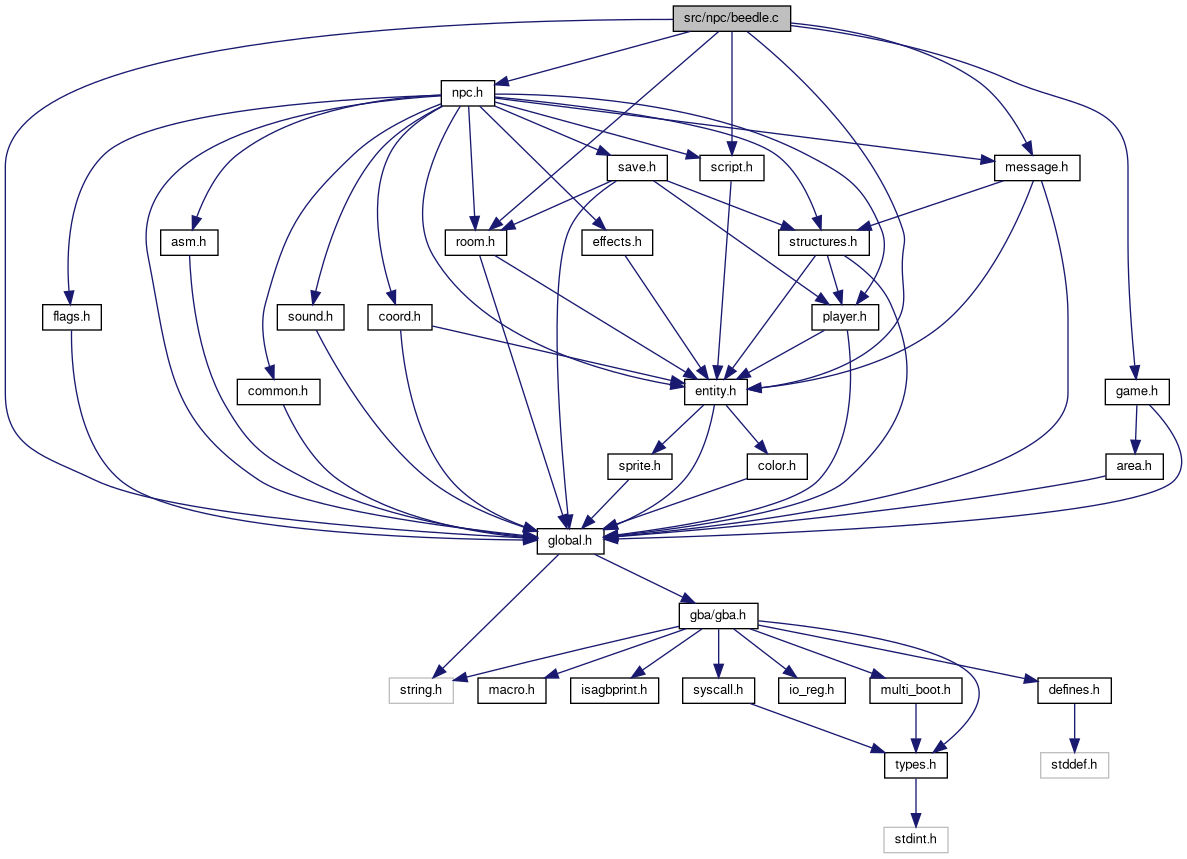 src/npc/beedle.c
npc.h
save.h
script.h
message.h
asm.h
room.h
effects.h
structures.h
flags.h
sound.h
coord.h
player.h
common.h
entity.h
game.h
sprite.h
color.h
area.h
global.h
gba/gba.h
string.h
macro.h
isagbprint.h
syscall.h
io_reg.h
multi_boot.h
defines.h
types.h
stddef.h
stdint.h